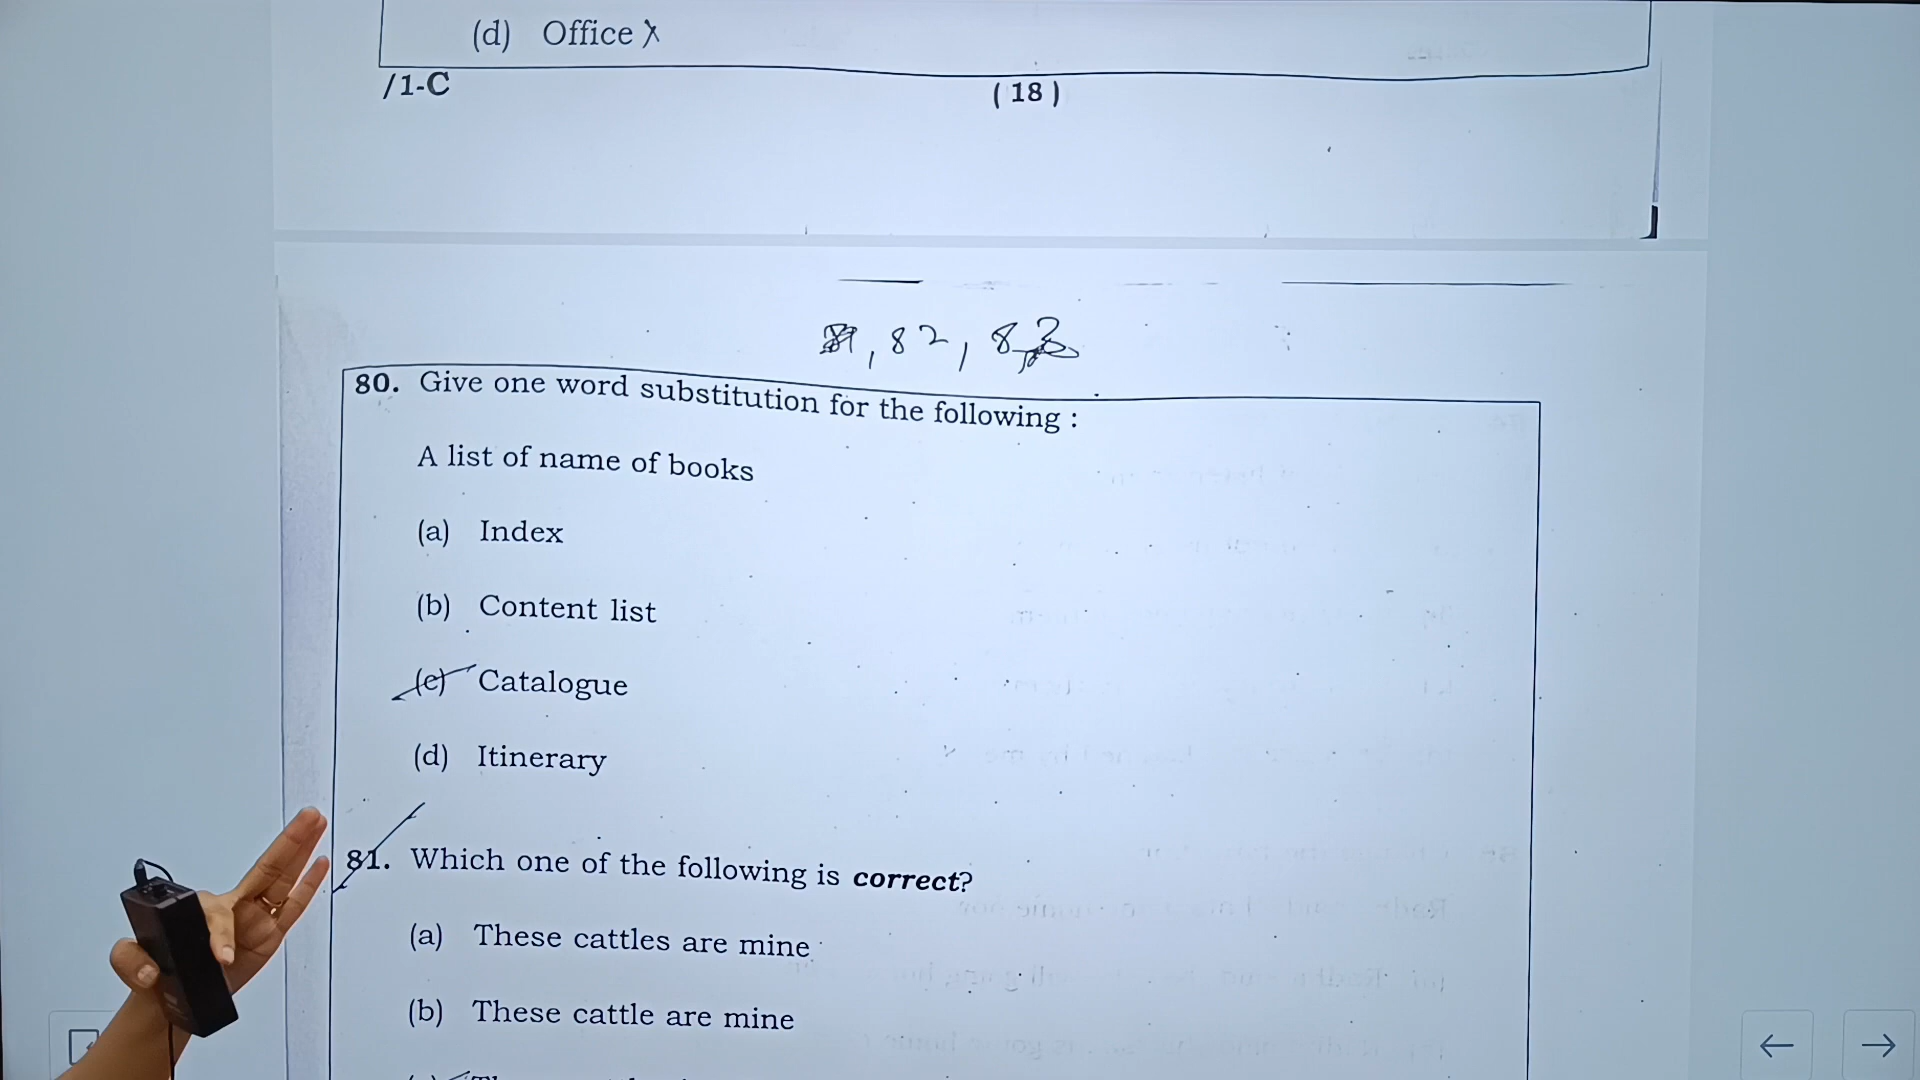 (d) Office
/1-C
( 18 )
, 82, 8
80. Give one word substitution for the following :
A list of name of books
(a) Index
(b) Content list
(c) Catalogue
(d) Itinerary
81. Which one of the following is correct?
(a) These cattles are mine
(b) These cattle are mine